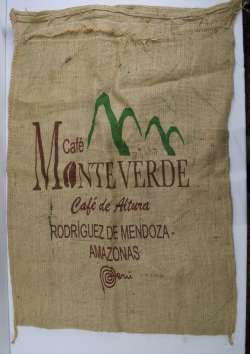 Café
MONTEVERDE
Café de Altura
RODRÍGUEZ DE MENDOZA -
AMAZONAS
Perú